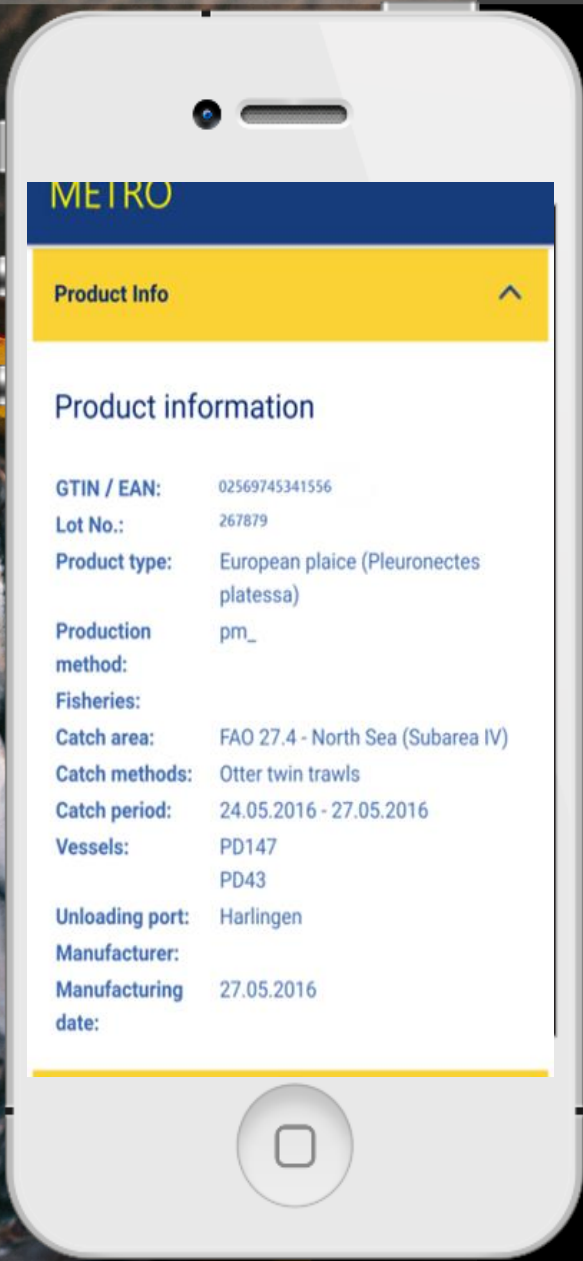 METRO
Product Info
Product information
GTIN / EAN: 02569745341556
Lot No.: 267879
Product type: European plaice (Pleuronectes
platessa)
Production pm_
method:
Fisheries:
Catch area: FAO 27.4 - North Sea (Subarea IV)
Catch methods: Otter twin trawls
Catch period: 24.05.2016 - 27.05.2016
Vessels: PD147
PD43
Unloading port: Harlingen
Manufacturer:
Manufacturing 27.05.2016
date: